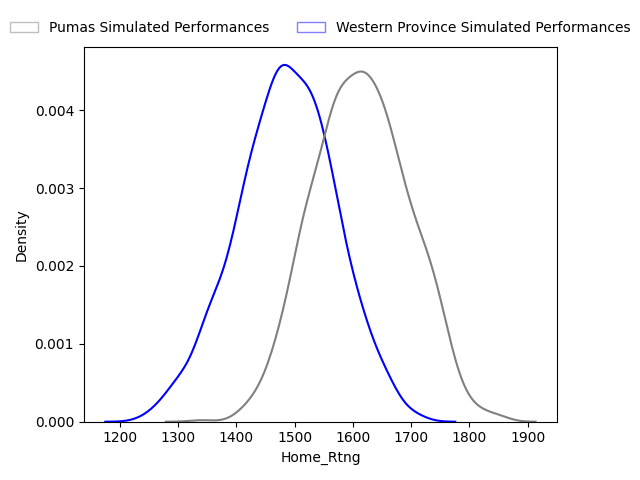 Pumas Simulated Performances Western Province Simulated Performances
0.004
0.003
0.002
0.001
0.000
Density
1200 1300 1400 1500 1600 1700 1800 1900
Home_Rtng